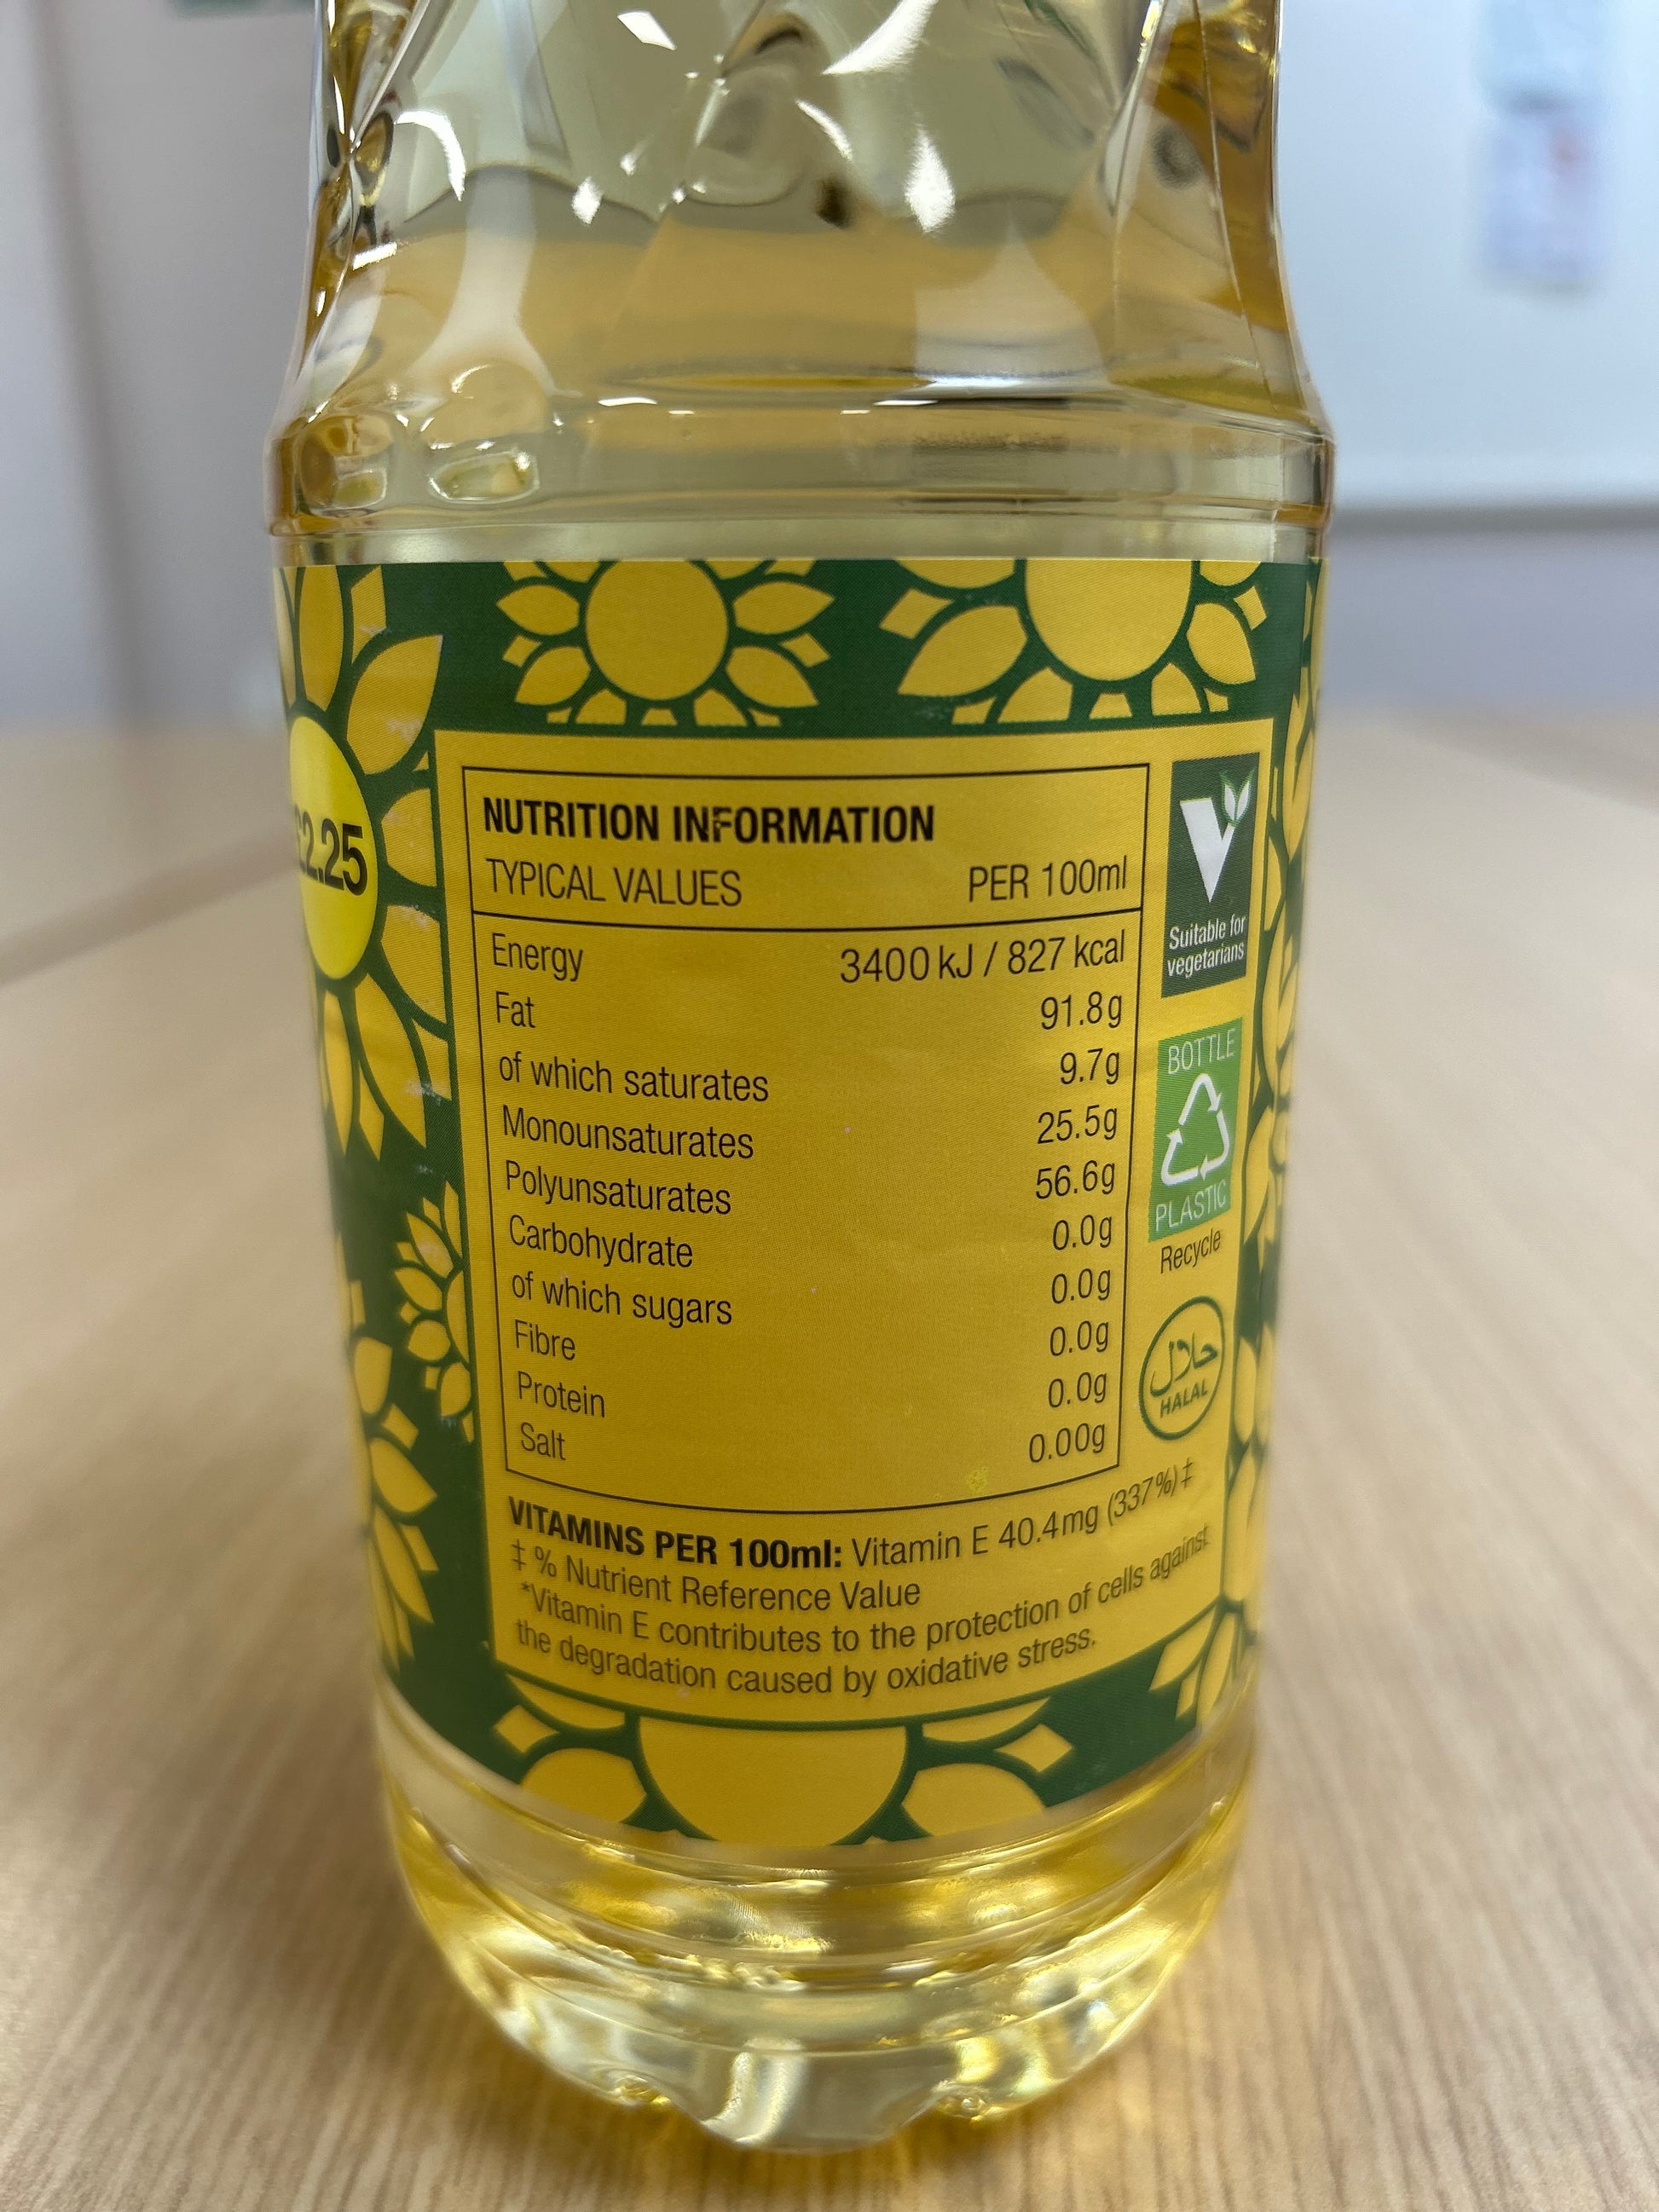 £2.25
NUTRITION INFORMATION
TYPICAL VALUES PER 100ml
Energy 3400 kJ / 827 kcal
Fat 91.8g
of which saturates 9.7g
Monounsaturates 25.5g
Polyunsaturates 56.6g
Carbohydrate 0.0g
of which sugars 0.0g
Fibre 0.0g
Protein 0.0g
Salt 0.00g
VITAMINS PER 100ml: Vitamin E 40.4mg (337%)‡
‡ % Nutrient Reference Value
*Vitamin E contributes to the protection of cells against
the degradation caused by oxidative stress.
V
Suitable for
vegetarians
BOTTLE
PLASTIC
Recycle
حلال
HALAL